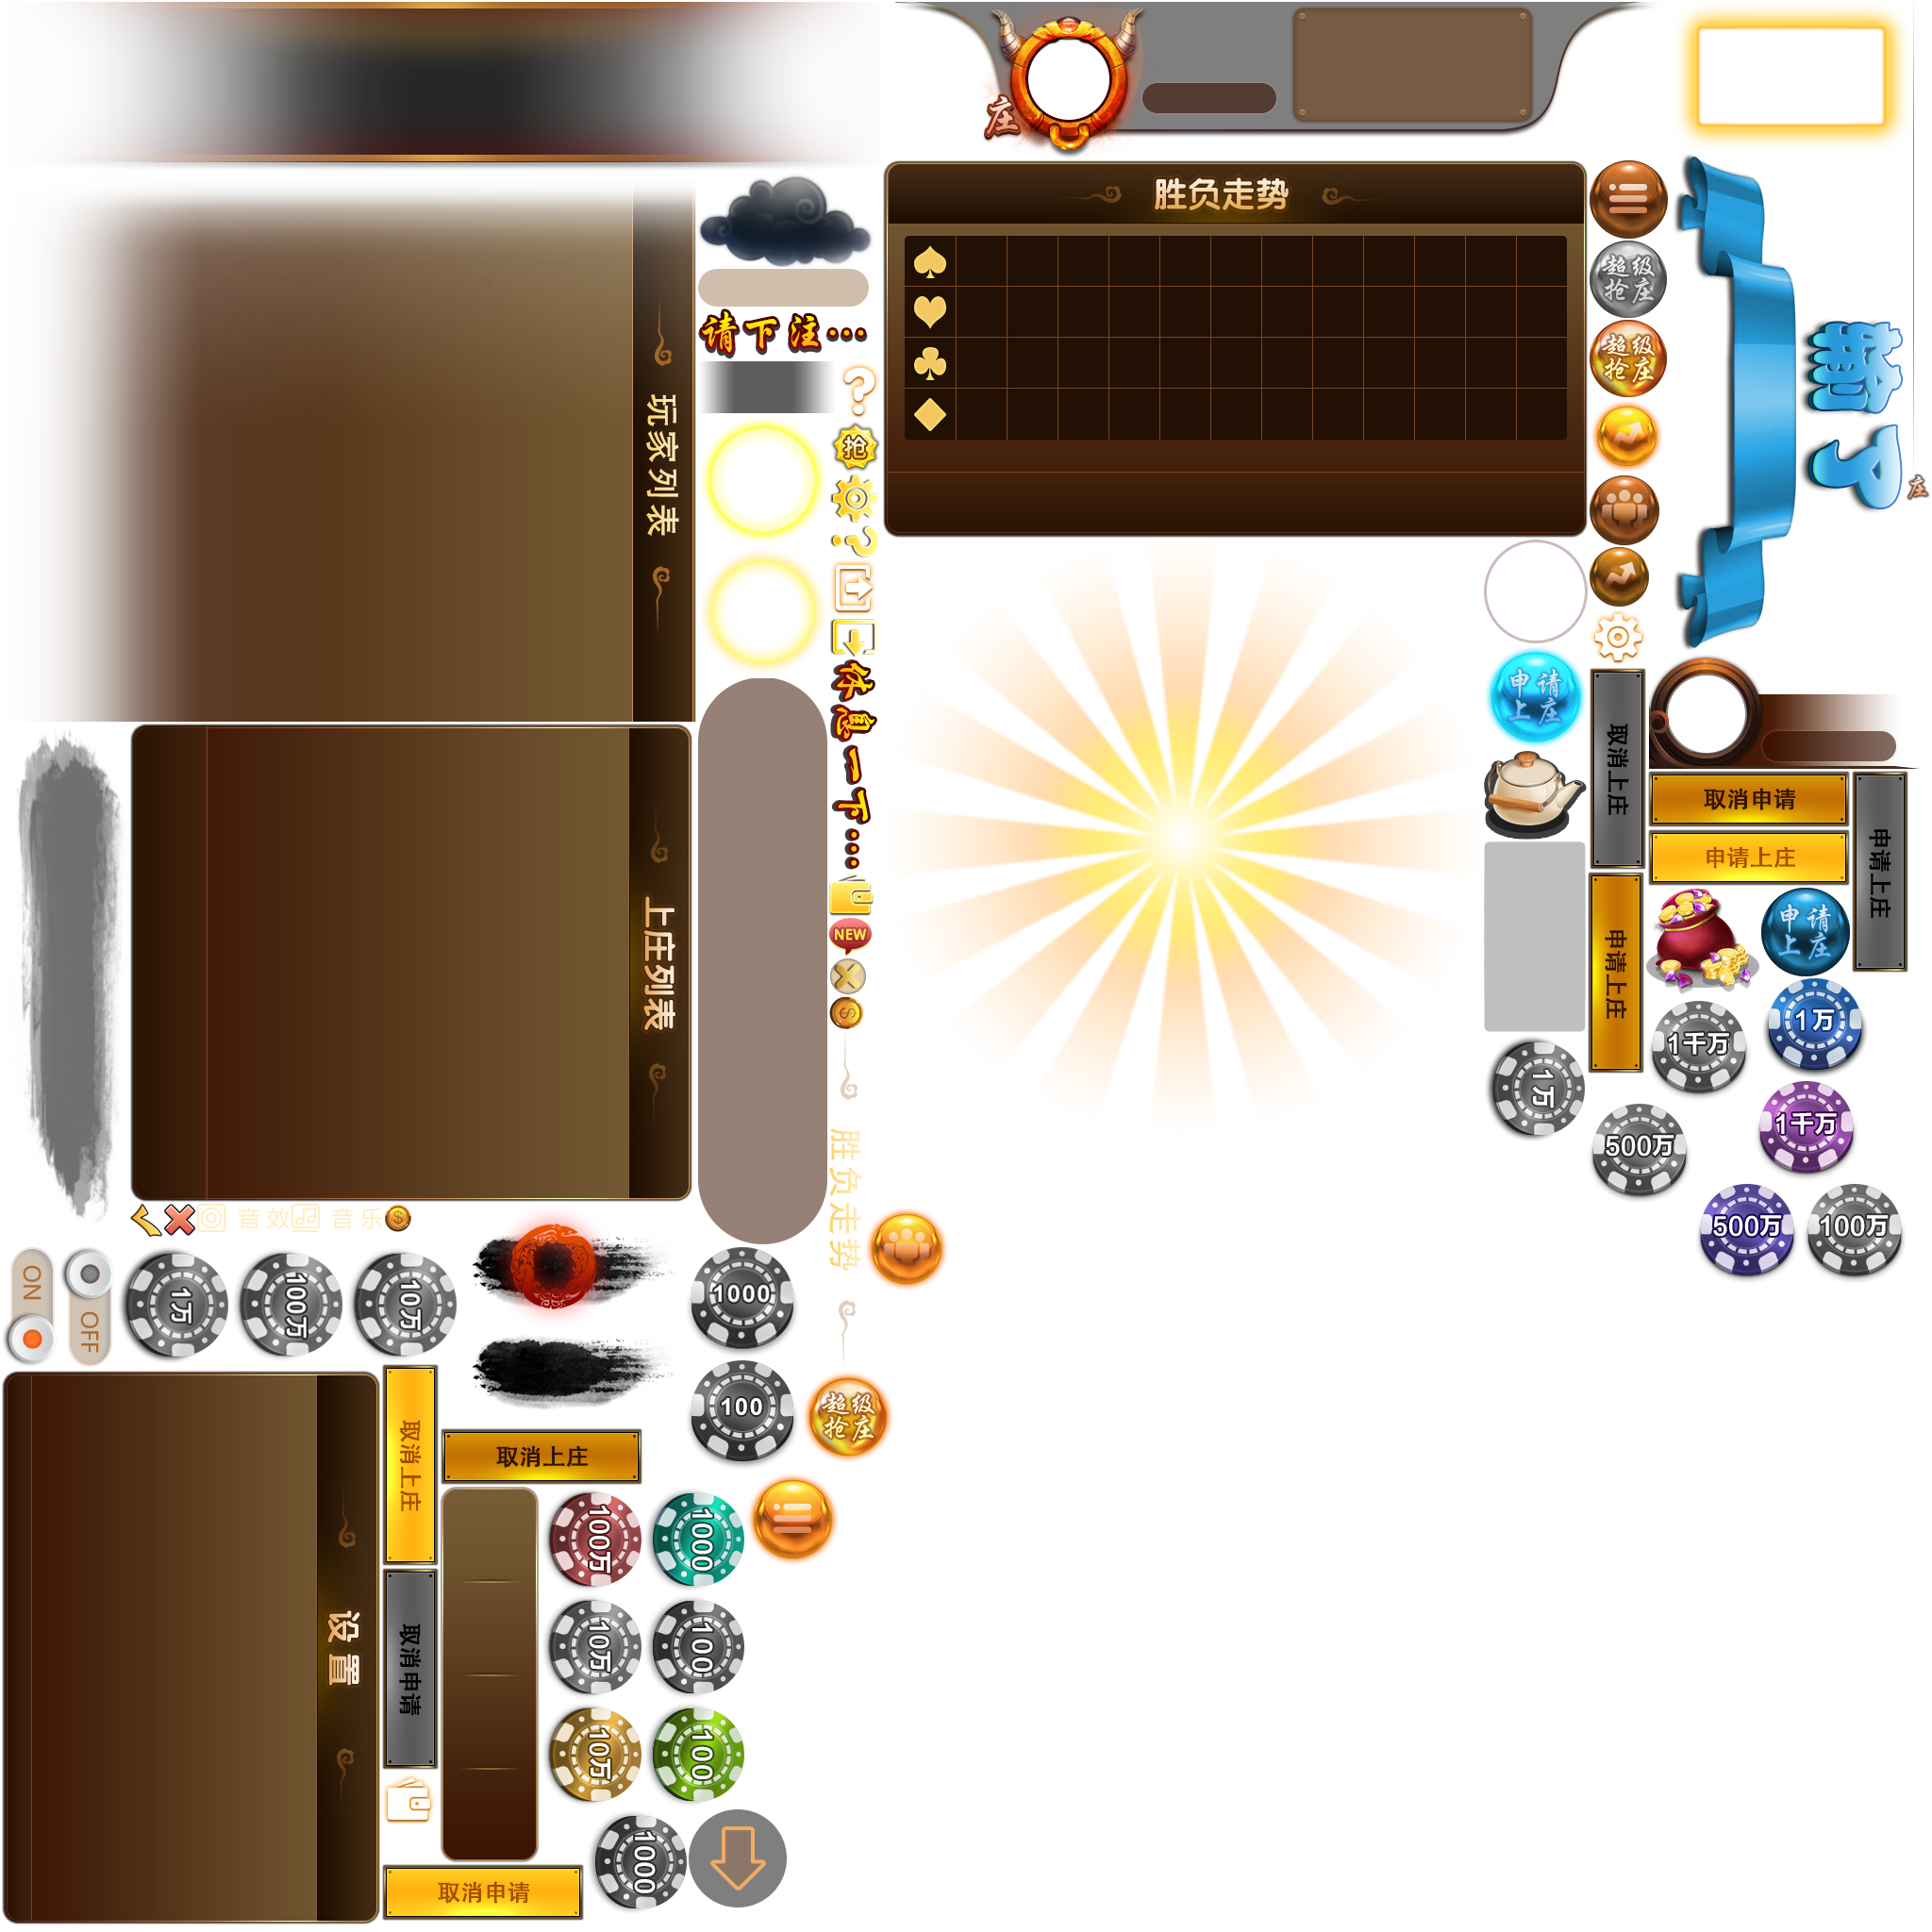 庄
胜负走势
超级
抢庄
超级
抢庄
请下注...
抢
玩家列表
输了
庄
休息一下...
申请
上庄
取消上庄
取消申请
申请上庄
申请上庄
申请上庄
申请
上庄
上庄列表
NEW
1万
1千万
1万
1千万
500万
500万
100万
胜负走势
音效
音乐
ON
OFF
1万
100万
10万
1000
100
超级
抢庄
取消上庄
取消上庄
100万
1000
设置
取消申请
10万
100
10万
100
1000
取消申请